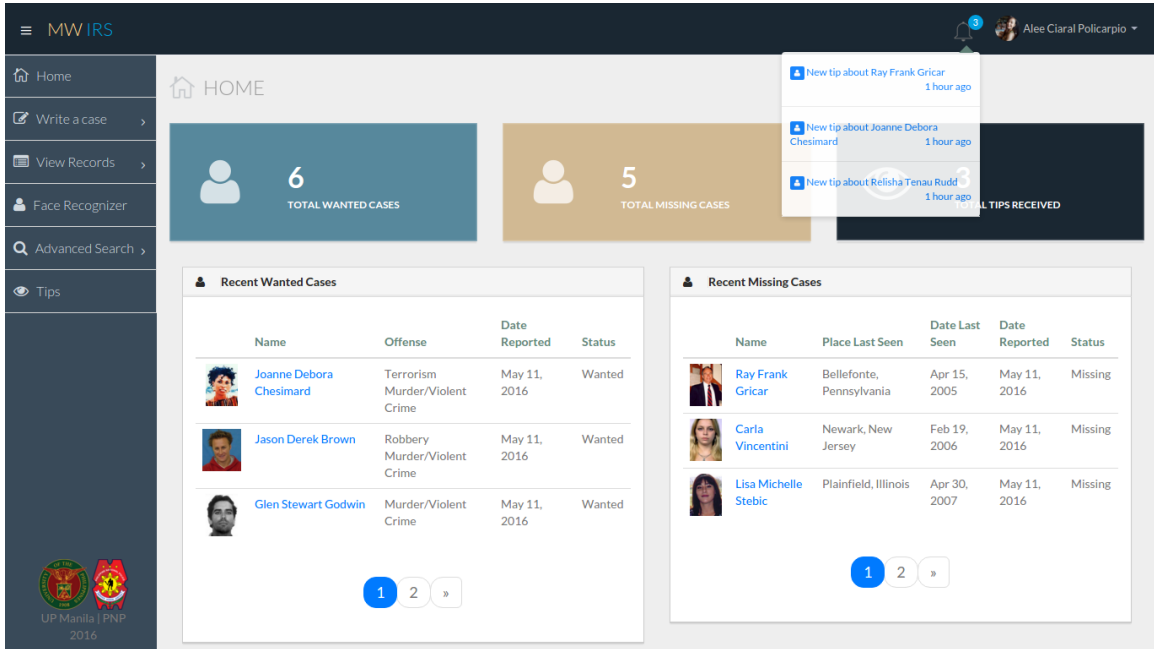 MW IRS
3
Alee Ciaral Policarpio
Home
Write a case
View Records
Face Recognizer
Advanced Search
Tips
HOME
New tip about Ray Frank Gricar
1 hour ago
New tip about Joanne Debora
Chesimard 1 hour ago
New tip about Relisha Tenau Rudd
1 hour ago
6
TOTAL WANTED CASES
5
TOTAL MISSING CASES
3
TOTAL TIPS RECEIVED
Recent Wanted Cases
Name Offense Date Reported Status
Joanne Debora Chesimard Terrorism Murder/Violent Crime May 11, 2016 Wanted
Jason Derek Brown Robbery Murder/Violent Crime May 11, 2016 Wanted
Glen Stewart Godwin Murder/Violent Crime May 11, 2016 Wanted
1 2 »
Recent Missing Cases
Name Place Last Seen Date Last Seen Date Reported Status
Ray Frank Gricar Bellefonte, Pennsylvania Apr 15, 2005 May 11, 2016 Missing
Carla Vincentini Newark, New Jersey Feb 19, 2006 May 11, 2016 Missing
Lisa Michelle Stebic Plainfield, Illinois Apr 30, 2007 May 11, 2016 Missing
1 2 »
UP Manila | PNP
2016